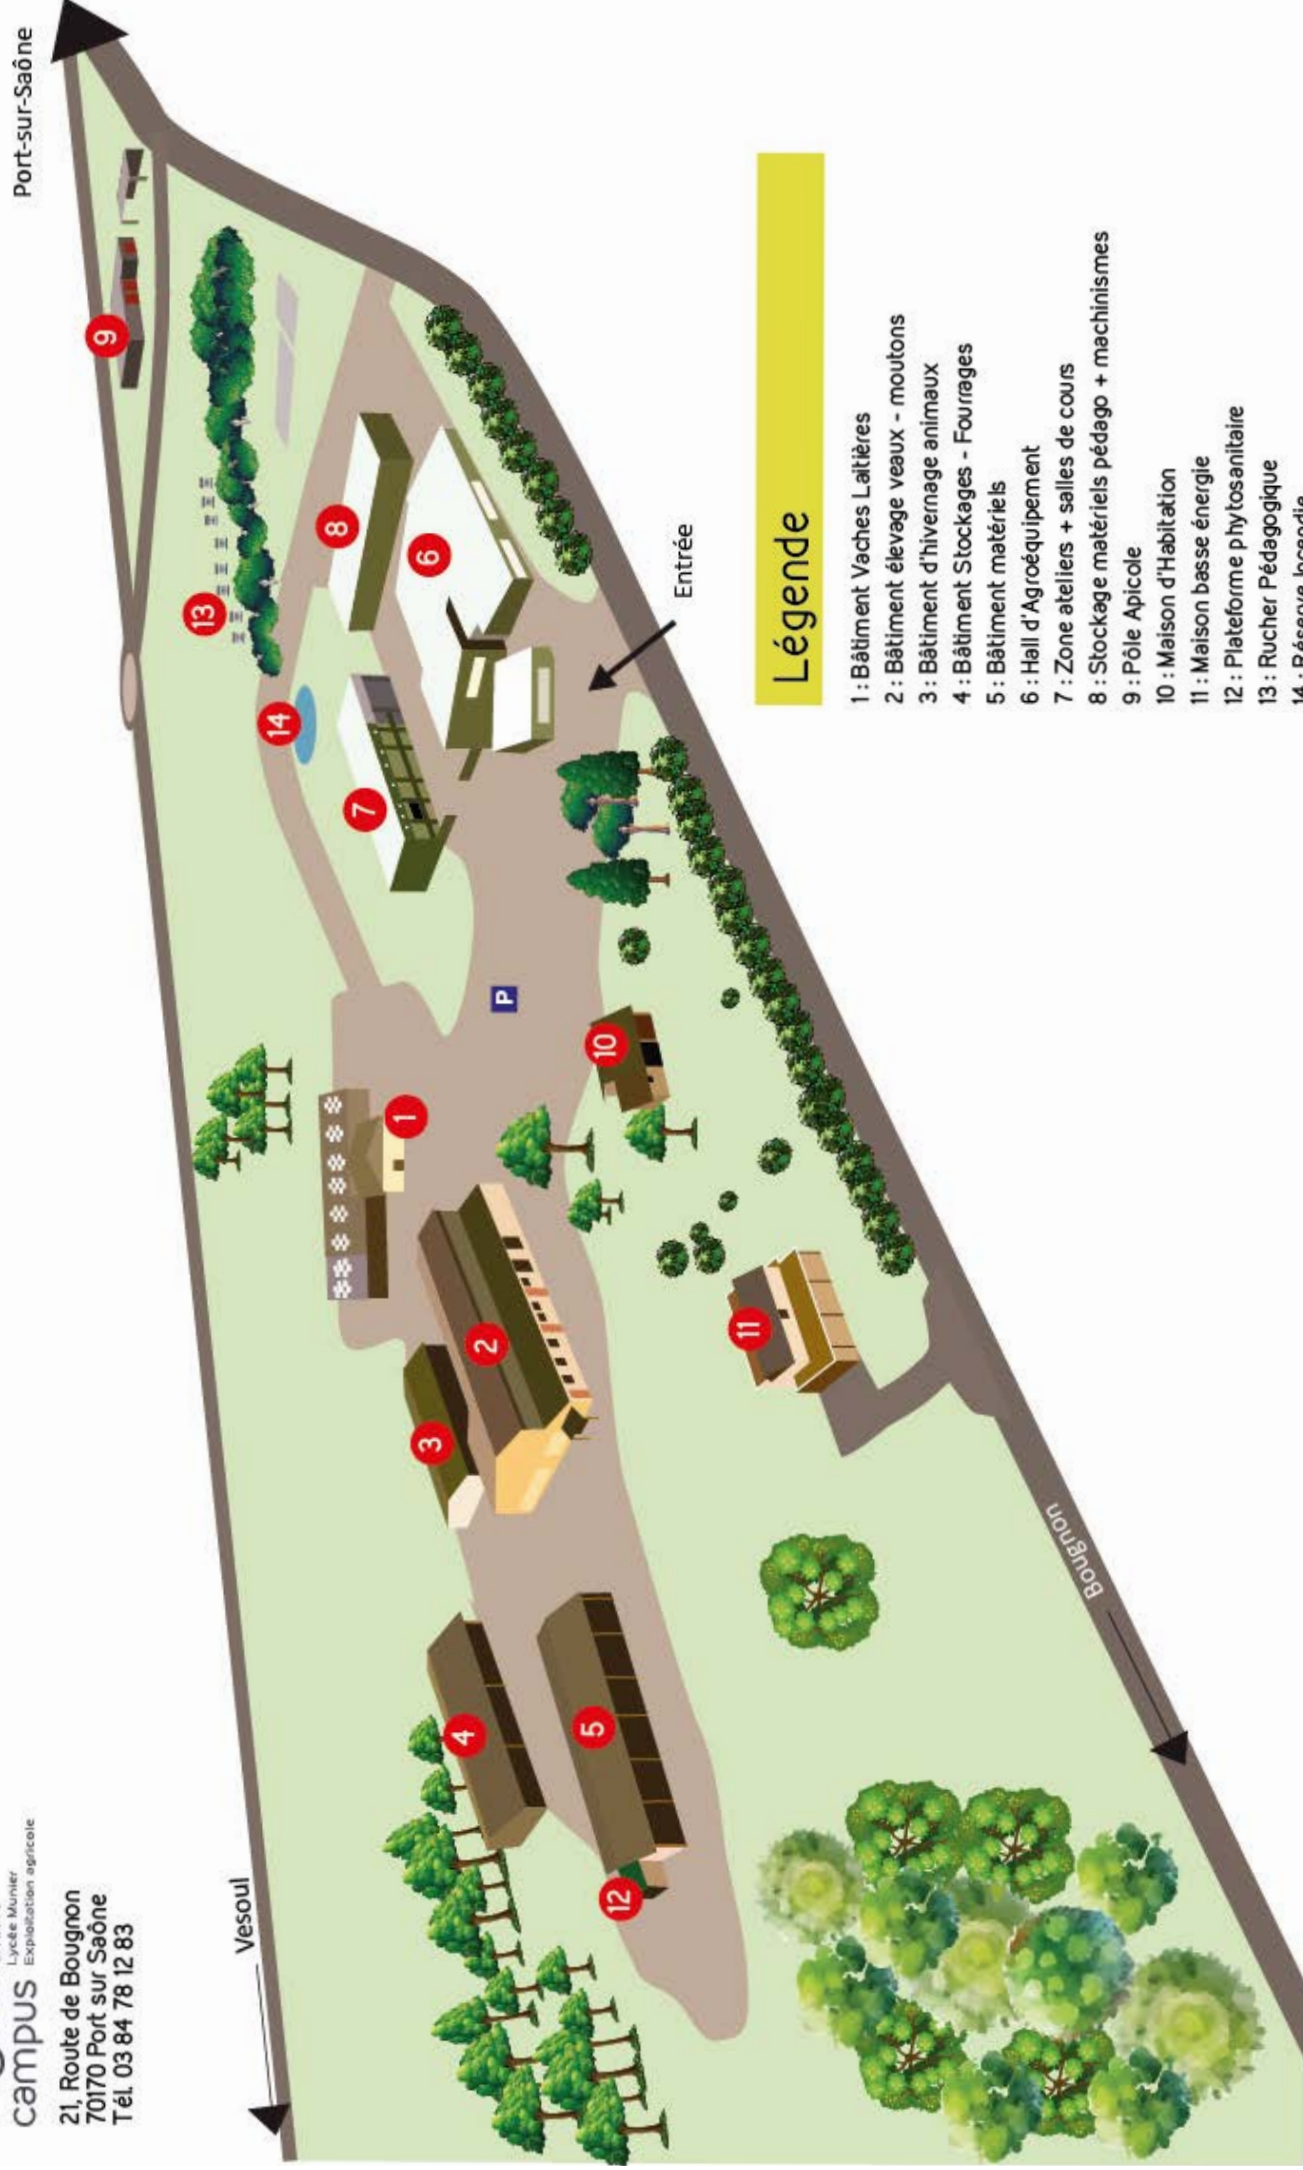 campus
Lycée Munier
Exploitation agricole
21, Route de Bougnon
70170 Port sur Saône
Tél. 03 84 78 12 83
Vesoul
Port-sur-Saône
9
13
14
8
6
7
P
1
10
2
3
11
4
5
12
Entrée
Bougnon
Légende
1 : Bâtiment Vaches Laitières
2 : Bâtiment élevage veaux - moutons
3 : Bâtiment d'hivernage animaux
4 : Bâtiment Stockages - Fourrages
5 : Bâtiment matériels
6 : Hall d'Agroéquipement
7 : Zone ateliers + salles de cours
8 : Stockage matériels pédago + machinismes
9 : Pôle Apicole
10 : Maison d'Habitation
11 : Maison basse énergie
12 : Plateforme phytosanitaire
13 : Rucher Pédagogique
14 : Réserve Incendie